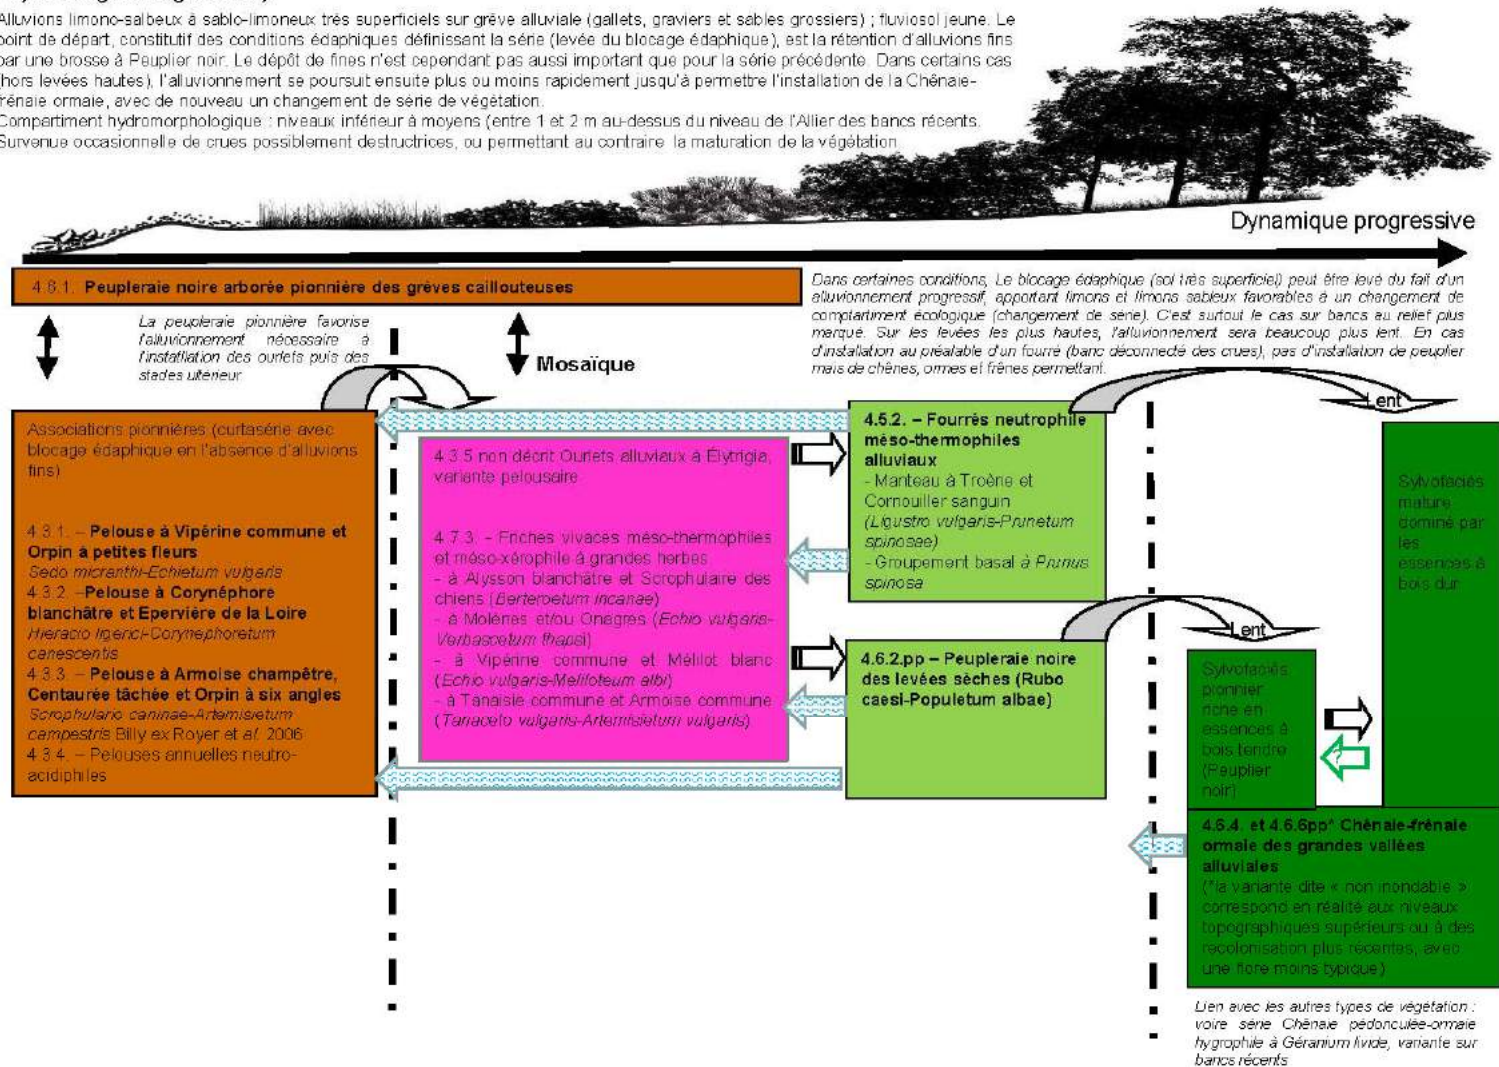 Alluvions limono-salbeux à sablo-limoneux très superficiels sur grève alluviale (gallets, graviers et sables grossiers) ; fluviosol jeune. Le
point de départ, constitutif des conditions édaphiques définissant la série (levée du blocage édaphique), est la rétention d'alluvions fins
par une brosse à Peuplier noir. Le dépôt de fines n'est cependant pas aussi important que pour la série précédente. Dans certains cas
(hors levées hautes), l'alluvionnement se poursuit ensuite plus ou moins rapidement jusqu'à permettre l'installation de la Chênaie-
frênaie ormaie, avec de nouveau un changement de série de végétation.
Compartiment hydromorphologique : niveaux inférieur à moyens (entre 1 et 2 m au-dessus du niveau de l'Allier des bancs récents.
Survenue occasionnelle de crues possiblement destructrices, ou permettant au contraire la maturation de la végétation
Dynamique progressive
4.6.1. Peupleraie noire arborée pionnière des grèves caillouteuses
Dans certaines conditions, Le blocage édaphique (sol très superficiel) peut être levé du fait d'un
alluvionnement progressif, apportant limons et limons sableux favorables à un changement de
comptartiment écologique (changement de série). C'est surtout le cas sur bancs au relief plus
marqué. Sur les levées les plus hautes, l'alluvionnement sera beaucoup plus lent. En cas
d'installation au préalable d'un fourré (banc déconnecté des crues), pas d'installation de peuplier
mais de chênes, ormes et frênes permettant.
La peupleraie pionnière favorise
l'alluvionnement nécessaire à
l'instatllation des ourlets puis des
stades ultérieur
Mosaïque
Lent
Associations pionnières (curtasérie avec
blocage édaphique en l'absence d'alluvions
fins)
4.3.1. – Pelouse à Vipérine commune et
Orpin à petites fleurs
Sedo micranthi-Echietum vulgaris
4.3.2. –Pelouse à Corynéphore
blanchâtre et Epervière de la Loire
Hieracio ligerici-Corynephoretum
canescentis
4.3.3. – Pelouse à Armoise champêtre,
Centaurée tâchée et Orpin à six angles
Scrophulario caninae-Artemisietum
campestris Billy ex Royer et al. 2006
4.3.4. – Pelouses annuelles neutro-
acidiphiles
4.3.5 non décrit Ourlets alluviaux à Élytrigia,
variante pelousaire
4.7.3. – Friches vivaces méso-thermophiles
et méso-xérophile à grandes herbes
- à Alysson blanchâtre et Scrophulaire des
chiens (Berteroetum incanae)
- à Molènes et/ou Onagres (Echio vulgaris-
Verbascetum thapsi)
- à Vipérine commune et Mélilot blanc
(Echio vulgaris-Meliloteum albi)
- à Tanaisie commune et Armoise commune
(Tanaceto vulgaris-Artemisietum vulgaris)
4.5.2. – Fourrés neutrophile
mèso-thermophiles
alluviaux
- Manteau à Troène et
Cornouiller sanguin
(Ligustro vulgaris-Prunetum
spinosae)
- Groupement basal à Prunus
spinosa
4.6.2.pp – Peupleraie noire
des levées sèches (Rubo
caesi-Populetum albae)
Lent
Sylvofaciès
mature
dominé par
les
essences à
bois dur
Sylvofaciès
pionnier
riche en
essences à
bois tendre
(Peuplier
noir)
?
4.6.4. et 4.6.6pp* Chênaie-frênaie
ormaie des grandes vallées
alluviales
(*la variante dite « non inondable »
correspond en réalité aux niveaux
topographiques supérieurs ou à des
recolonisation plus récentes, avec
une flore moins typique)
Lien avec les autres types de végétation :
voire série Chênaie pédonculée-ormaie
hygrophile à Géranium livide, variante sur
bancs récents